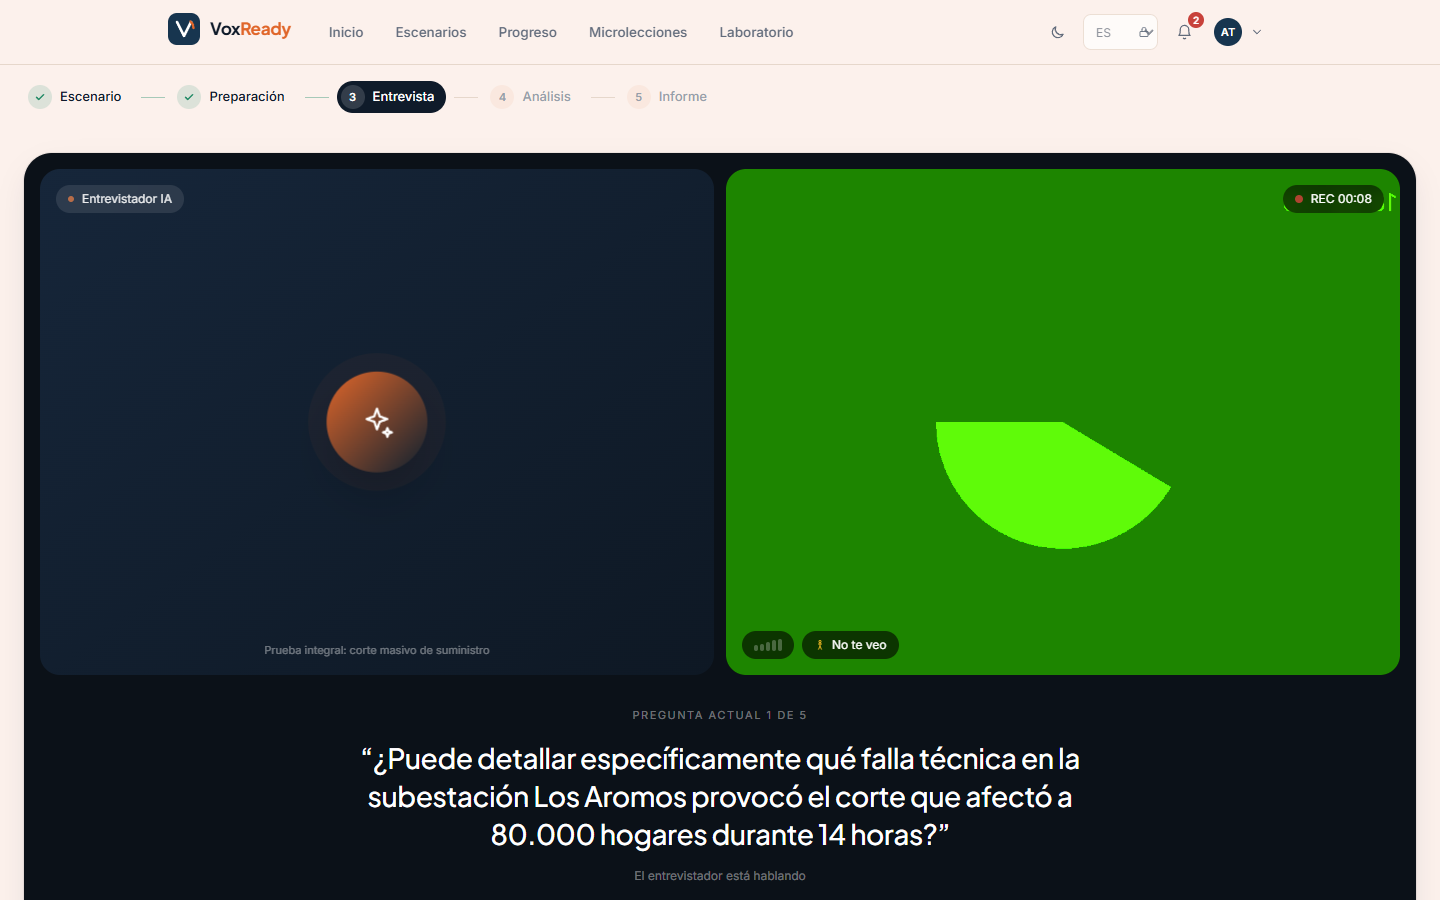 VoxReady
Inicio
Escenarios
Progreso
Microlecciones
Laboratorio
ES
2
AT
Escenario
Preparación
3 Entrevista
4 Análisis
5 Informe
Entrevistador IA
REC 00:08
Prueba integral: corte masivo de suministro
No te veo
PREGUNTA ACTUAL 1 DE 5
“¿Puede detallar específicamente qué falla técnica en la
subestación Los Aromos provocó el corte que afectó a
80.000 hogares durante 14 horas?”
El entrevistador está hablando